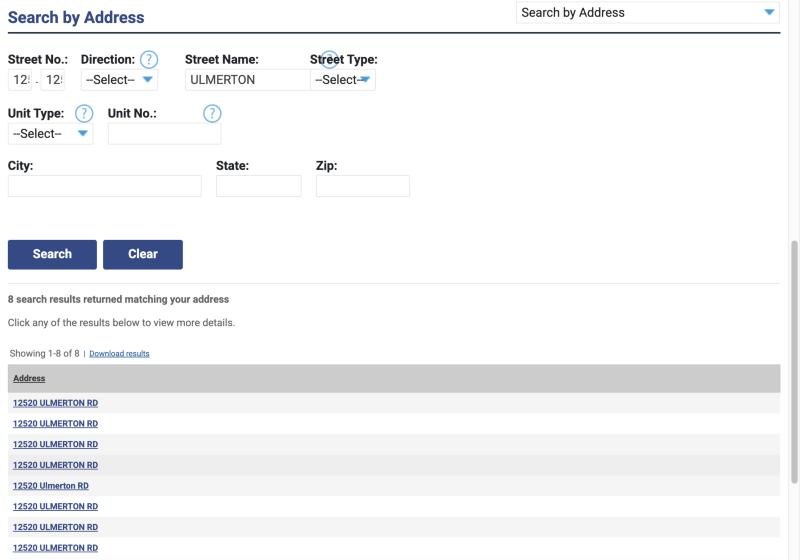 Search by Address
Search by Address
Street No.: Direction: ? Street Name: Street Type: ?
12 - 12 --Select-- ULMERTON --Select--
Unit Type: ? Unit No.: ?
--Select--
City: State: Zip:
Search Clear
8 search results returned matching your address
Click any of the results below to view more details.
Showing 1-8 of 8 | Download results
Address
12520 ULMERTON RD
12520 ULMERTON RD
12520 ULMERTON RD
12520 ULMERTON RD
12520 Ulmerton RD
12520 ULMERTON RD
12520 ULMERTON RD
12520 ULMERTON RD